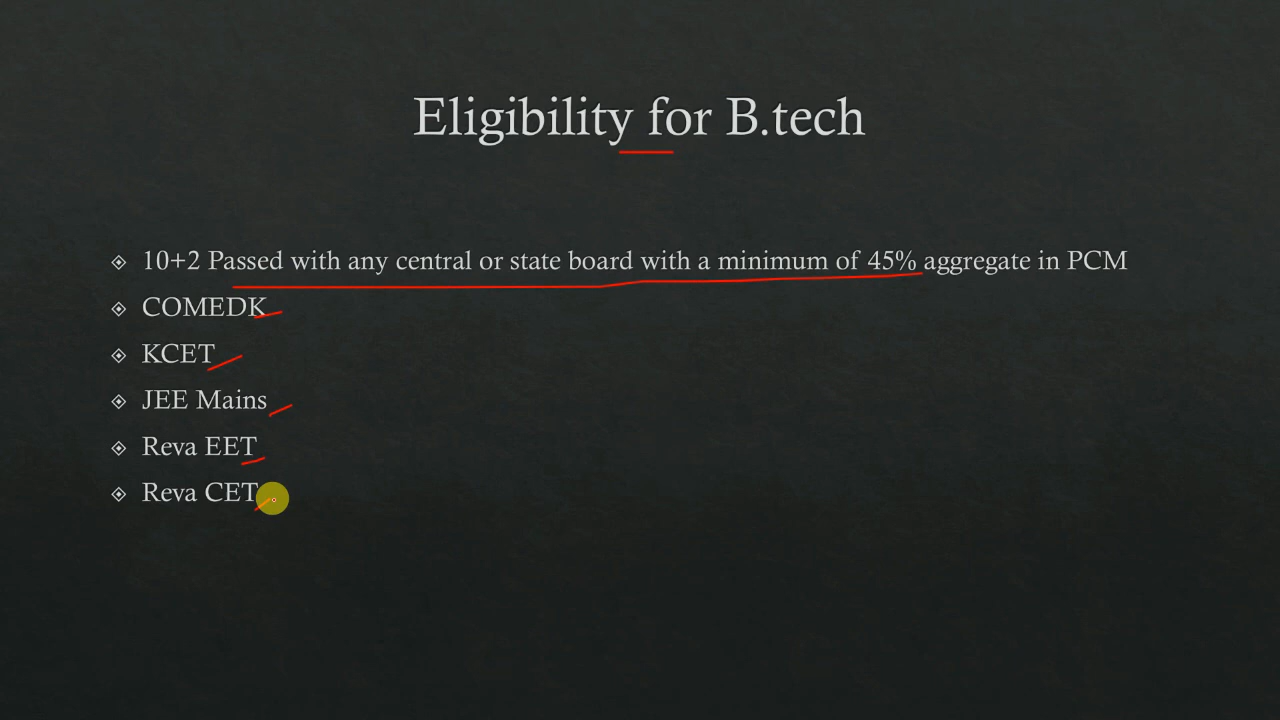 Eligibility for B.tech
10+2 Passed with any central or state board with a minimum of 45% aggregate in PCM
COMEDK
KCET
JEE Mains
Reva EET
Reva CET